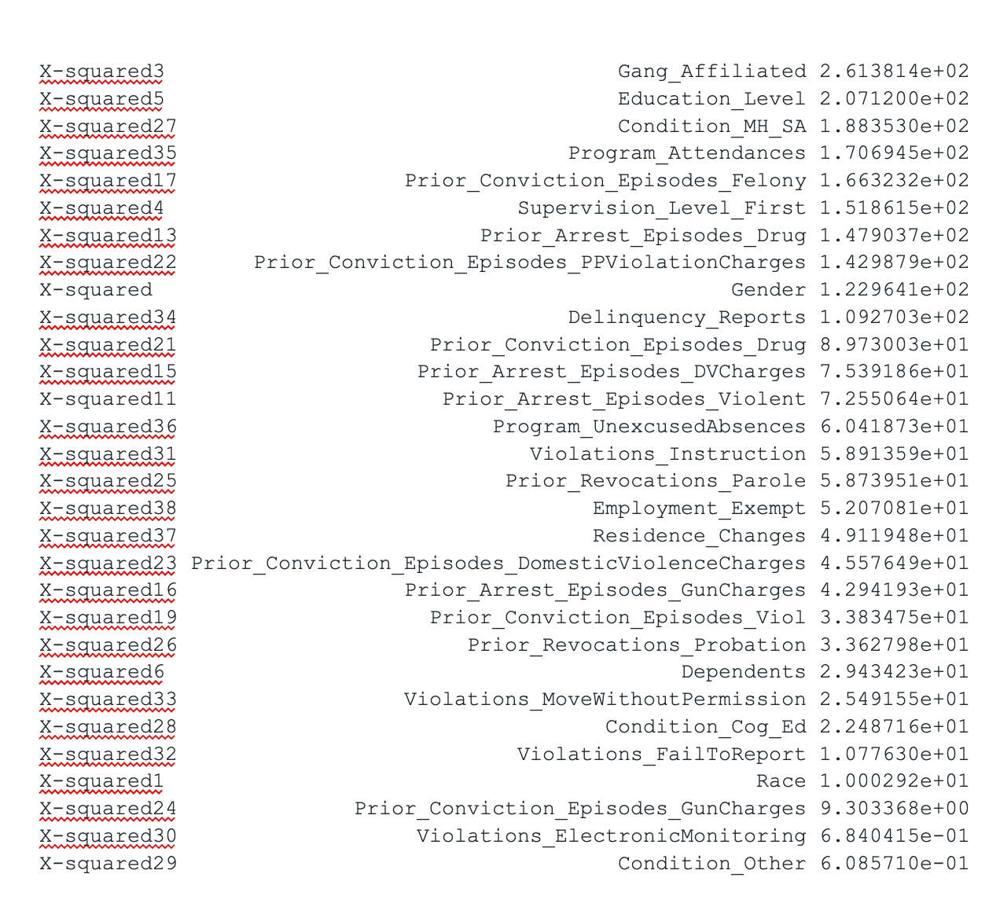 X-squared3 Gang_Affiliated 2.613814e+02
X-squared5 Education_Level 2.071200e+02
X-squared27 Condition_MH_SA 1.883530e+02
X-squared35 Program_Attendances 1.706945e+02
X-squared17 Prior_Conviction_Episodes_Felony 1.663232e+02
X-squared4 Supervision_Level_First 1.518615e+02
X-squared13 Prior_Arrest_Episodes_Drug 1.479037e+02
X-squared22 Prior_Conviction_Episodes_PPViolationCharges 1.429879e+02
X-squared Gender 1.229641e+02
X-squared34 Delinquency_Reports 1.092703e+02
X-squared21 Prior_Conviction_Episodes_Drug 8.973003e+01
X-squared15 Prior_Arrest_Episodes_DVCharges 7.539186e+01
X-squared11 Prior_Arrest_Episodes_Violent 7.255064e+01
X-squared36 Program_UnexcusedAbsences 6.041873e+01
X-squared31 Violations_Instruction 5.891359e+01
X-squared25 Prior_Revocations_Parole 5.873951e+01
X-squared38 Employment_Exempt 5.207081e+01
X-squared37 Residence_Changes 4.911948e+01
X-squared23 Prior_Conviction_Episodes_DomesticViolenceCharges 4.557649e+01
X-squared16 Prior_Arrest_Episodes_GunCharges 4.294193e+01
X-squared19 Prior_Conviction_Episodes_Viol 3.383475e+01
X-squared26 Prior_Revocations_Probation 3.362798e+01
X-squared6 Dependents 2.943423e+01
X-squared33 Violations_MoveWithoutPermission 2.549155e+01
X-squared28 Condition_Cog_Ed 2.248716e+01
X-squared32 Violations_FailToReport 1.077630e+01
X-squared1 Race 1.000292e+01
X-squared24 Prior_Conviction_Episodes_GunCharges 9.303368e+00
X-squared30 Violations_ElectronicMonitoring 6.840415e-01
X-squared29 Condition_Other 6.085710e-01